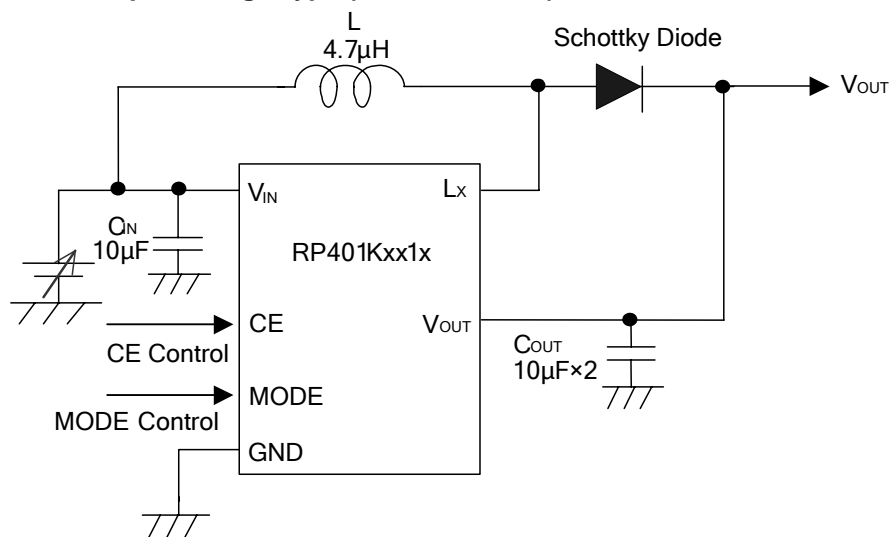 L
4.7µH
Schottky Diode
VOUT
VIN
LX
CIN
10µF
RP401Kxx1x
CE
CE Control
VOUT
COUT
10µF×2
MODE
MODE Control
GND